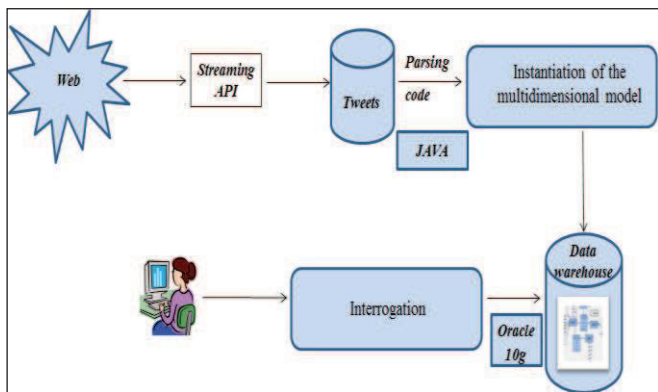 Web
Streaming
API
Tweets
Parsing
code
JAVA
Instantiation of the
multidimensional model
Data
warehouse
Interrogation
Oracle
10g